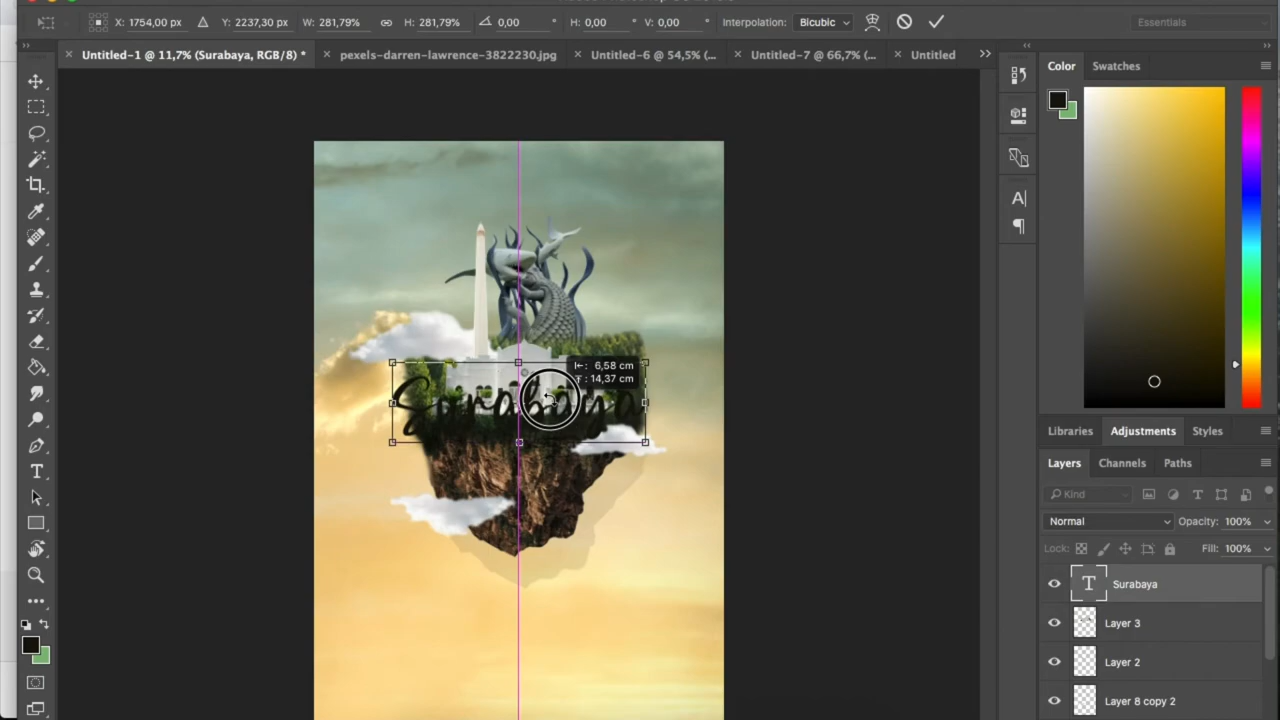 X: 1754,00 px Y: 2237,30 px W: 281,79% H: 281,79% 0,00 ° H: 0,00 ° V: 0,00 ° Interpolation: Bicubic Essentials
Untitled-1 @ 11,7% (Surabaya, RGB/8) * pexels-darren-lawrence-3822230.jpg Untitled-6 @ 54,5% (... Untitled-7 @ 66,7% (... Untitled
Color Swatches
6,58 cm
14,37 cm
Surabaya
Libraries Adjustments Styles
Layers Channels Paths
Kind
Normal Opacity: 100%
Lock: Fill: 100%
Surabaya
Layer 3
Layer 2
Layer 8 copy 2